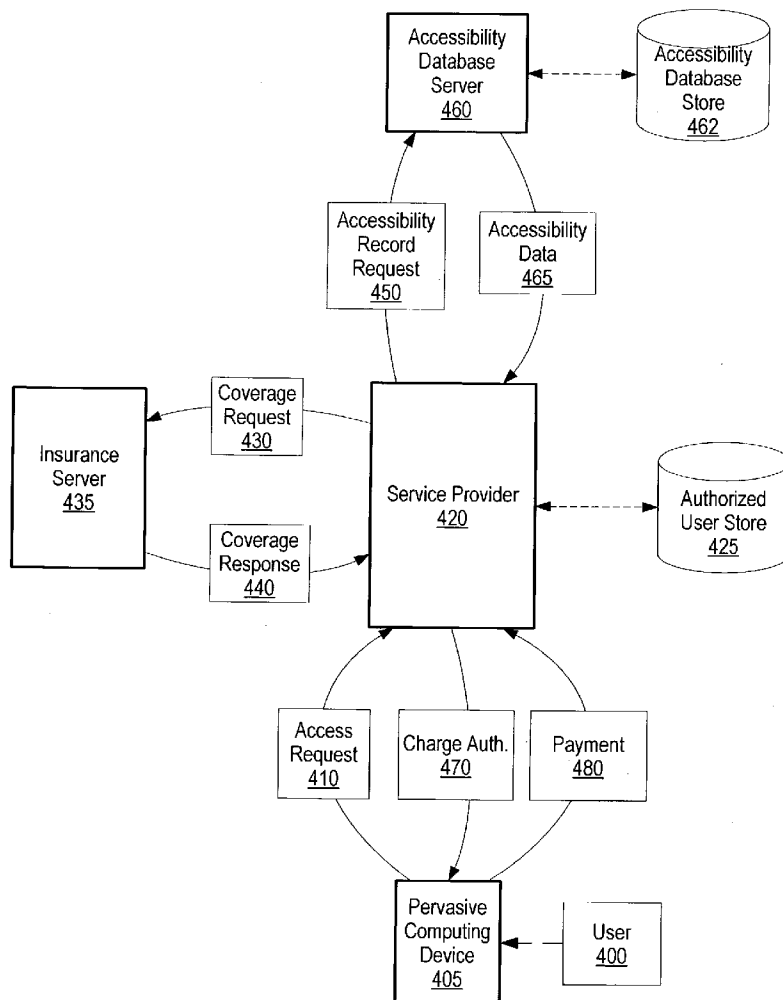 Accessibility
Database
Server
460
Accessibility
Database
Store
462
Accessibility
Record
Request
450
Accessibility
Data
465
Coverage
Request
430
Insurance
Server
435
Service Provider
420
Authorized
User Store
425
Coverage
Response
440
Access
Request
410
Charge Auth.
470
Payment
480
Pervasive
Computing
Device
405
User
400